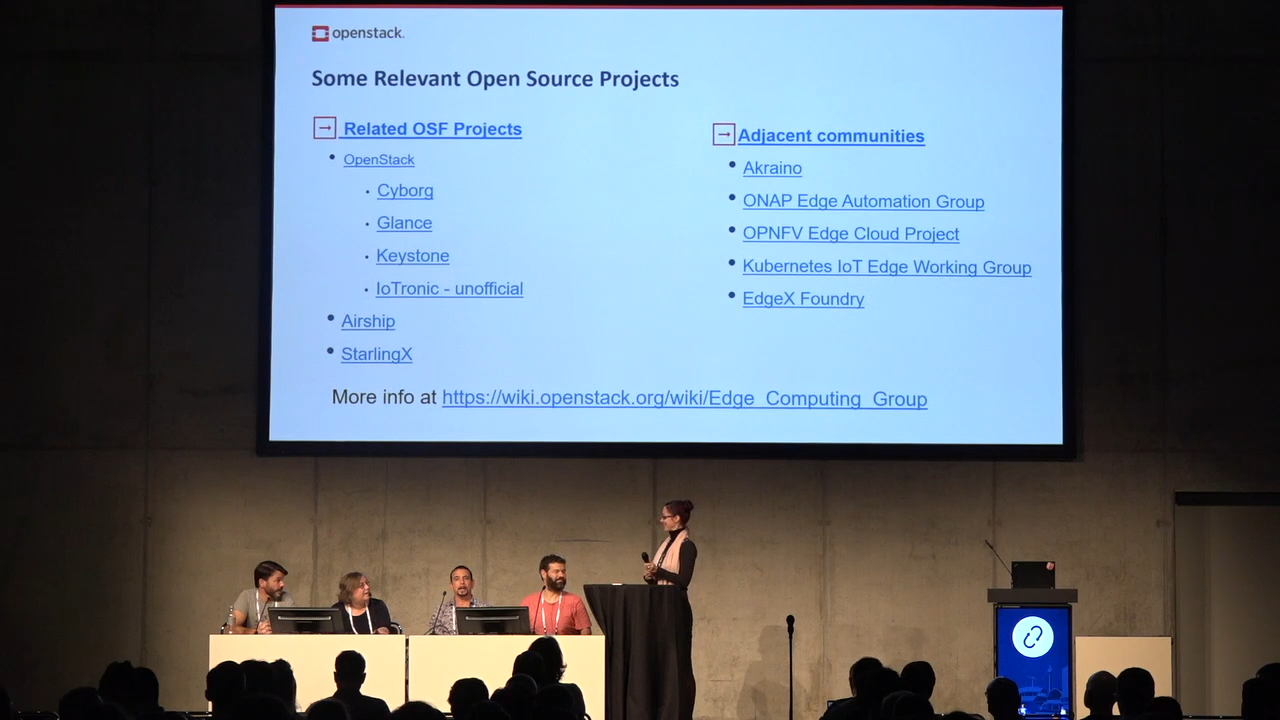 openstack.
Some Relevant Open Source Projects
Related OSF Projects
OpenStack
Cyborg
Glance
Keystone
IoTronic - unofficial
Airship
StarlingX
Adjacent communities
Akraino
ONAP Edge Automation Group
OPNFV Edge Cloud Project
Kubernetes IoT Edge Working Group
EdgeX Foundry
More info at https://wiki.openstack.org/wiki/Edge_Computing_Group